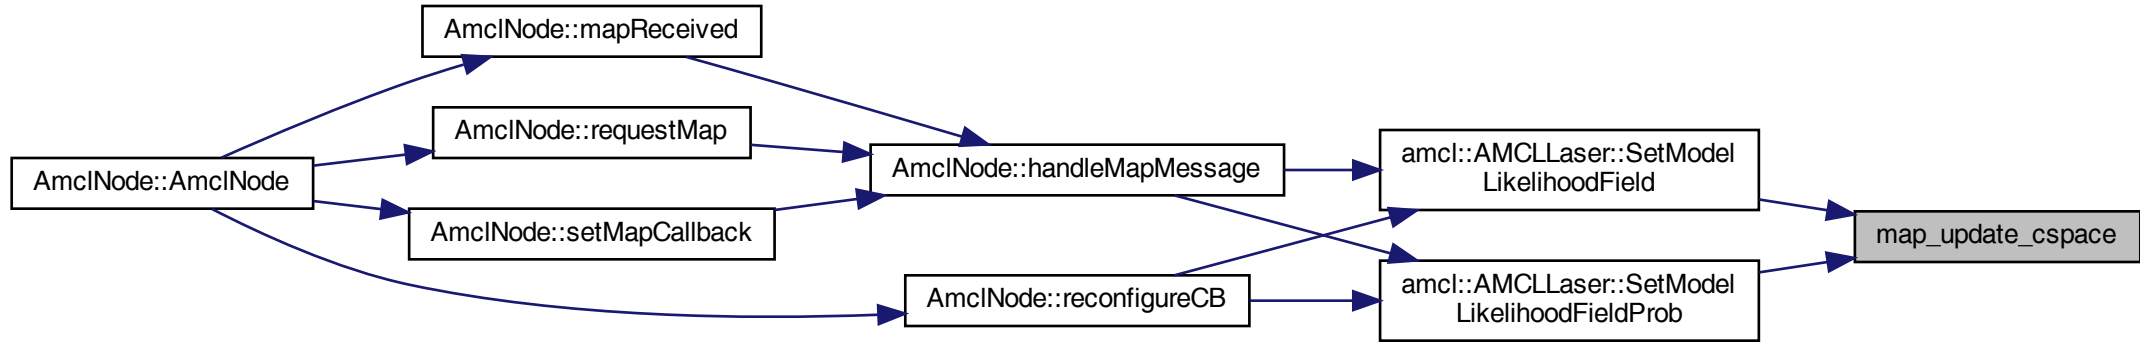 AmclNode::mapReceived
AmclNode::requestMap
AmclNode::AmclNode
AmclNode::setMapCallback
AmclNode::handleMapMessage
AmclNode::reconfigureCB
amcl::AMCLLaser::SetModel
LikelihoodField
amcl::AMCLLaser::SetModel
LikelihoodFieldProb
map_update_cspace